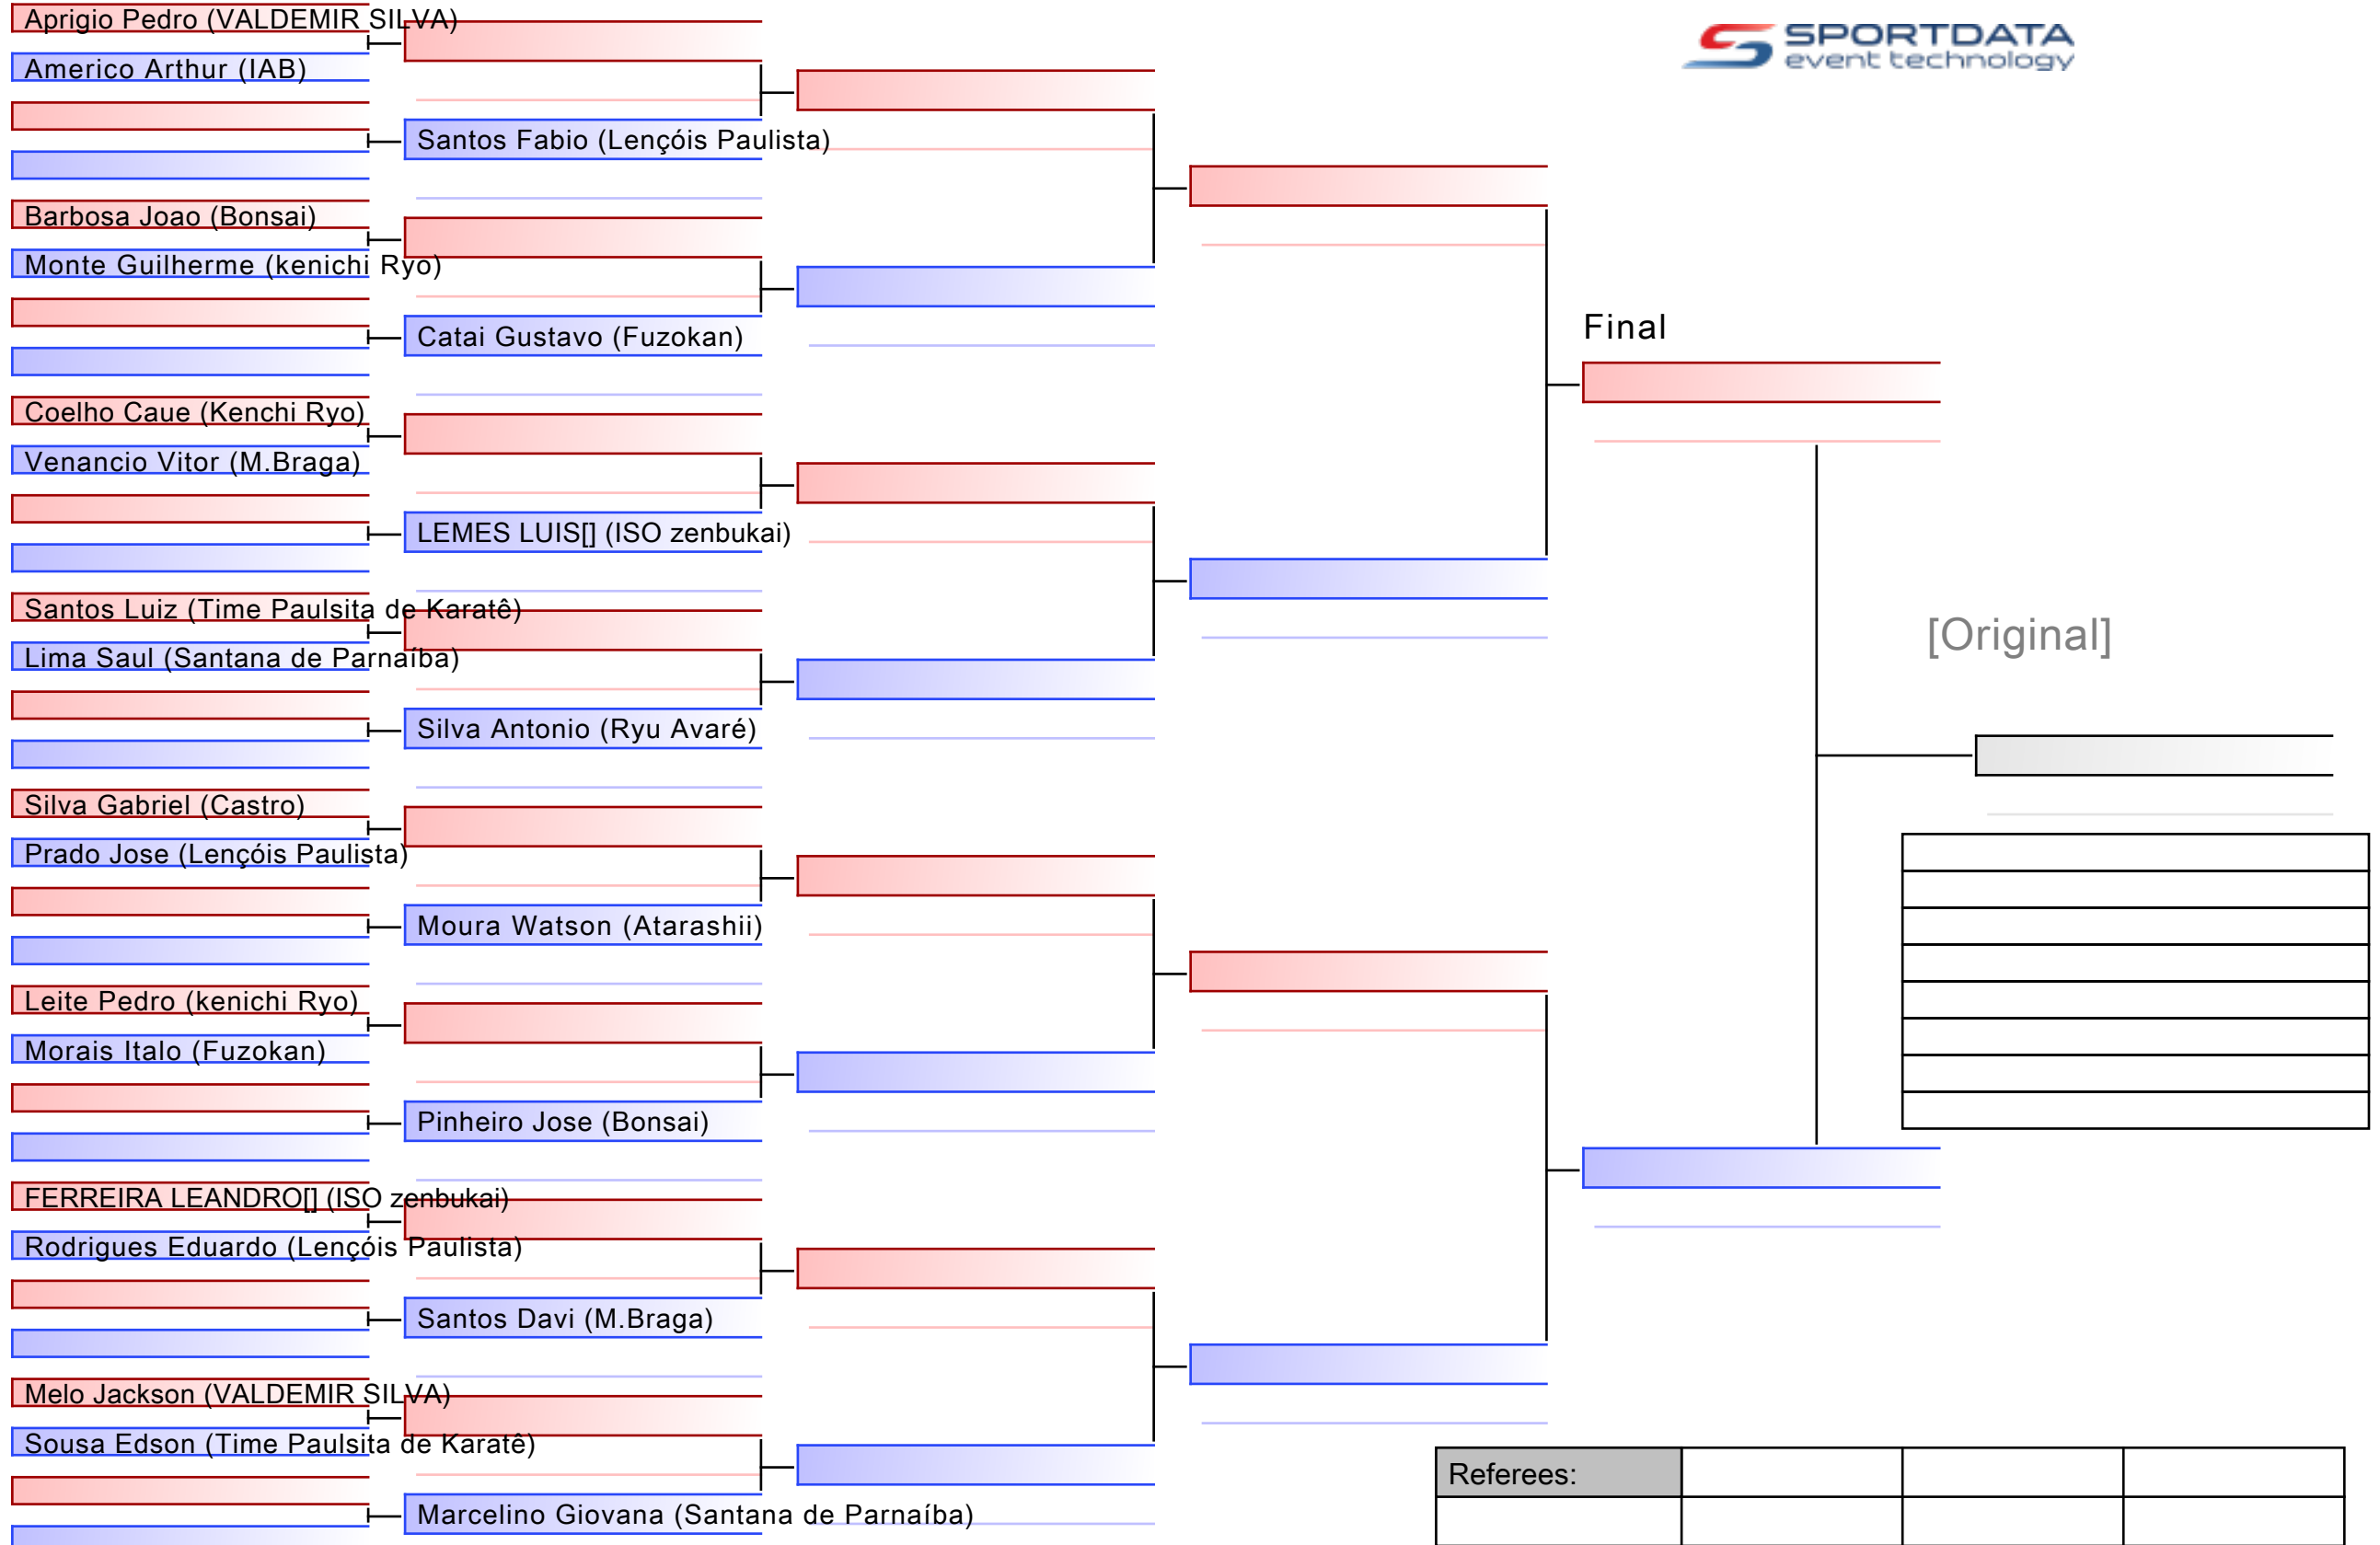 Aprigio Pedro (VALDEMIR SILVA)
Americo Arthur (IAB)
Santos Fabio (Lençóis Paulista)
Barbosa Joao (Bonsai)
Monte Guilherme (kenichi Ryo)
Catai Gustavo (Fuzokan)
Coelho Caue (Kenchi Ryo)
Venancio Vitor (M.Braga)
LEMES LUIS[] (ISO zenbukai)
Santos Luiz (Time Paulsita de Karatê)
Lima Saul (Santana de Parnaíba)
Silva Antonio (Ryu Avaré)
Silva Gabriel (Castro)
Prado Jose (Lençóis Paulista)
Moura Watson (Atarashii)
Leite Pedro (kenichi Ryo)
Morais Italo (Fuzokan)
Pinheiro Jose (Bonsai)
FERREIRA LEANDRO[] (ISO zenbukai)
Rodrigues Eduardo (Lençóis Paulista)
Santos Davi (M.Braga)
Melo Jackson (VALDEMIR SILVA)
Sousa Edson (Time Paulsita de Karatê)
Marcelino Giovana (Santana de Parnaíba)
SPORTDATA
event technology
Final
[Original]
Referees: